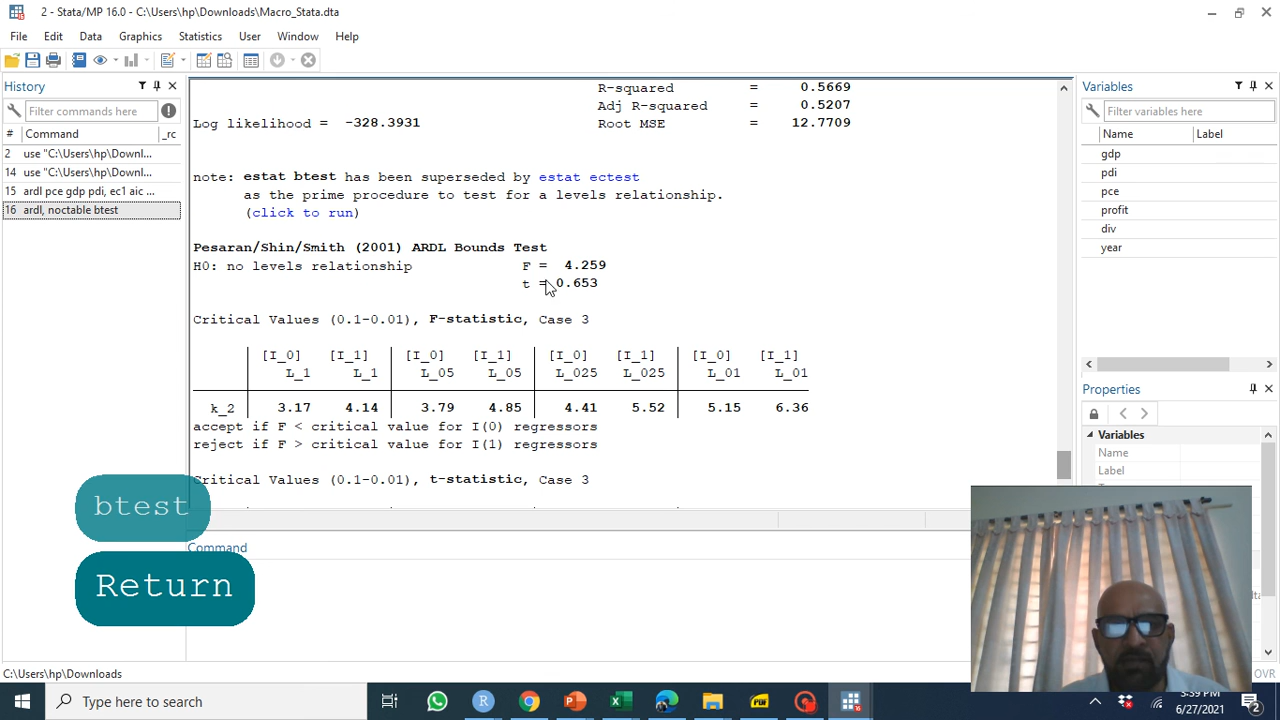 2 - Stata/MP 16.0 - C:\Users\hp\Downloads\Macro_Stata.dta
File Edit Data Graphics Statistics User Window Help
History
Filter commands here
# Command _rc
2 use "C:\Users\hp\Downl...
14 use "C:\Users\hp\Downl...
15 ardl pce gdp pdi, ec1 aic ...
16 ardl, noctable btest
R-squared = 0.5669
Adj R-squared = 0.5207
Log likelihood = -328.3931 Root MSE = 12.7709
note: estat btest has been superseded by estat ectest
as the prime procedure to test for a levels relationship.
(click to run)
Pesaran/Shin/Smith (2001) ARDL Bounds Test
H0: no levels relationship F = 4.259
t = 0.653
Critical Values (0.1-0.01), F-statistic, Case 3
[I_0] [I_1] [I_0] [I_1] [I_0] [I_1] [I_0] [I_1]
L_1 L_1 L_05 L_05 L_025 L_025 L_01 L_01
k_2 3.17 4.14 3.79 4.85 4.41 5.52 5.15 6.36
accept if F < critical value for I(0) regressors
reject if F > critical value for I(1) regressors
Critical Values (0.1-0.01), t-statistic, Case 3
Command
btest
Return
Variables
Filter variables here
Name Label
gdp
pdi
pce
profit
div
year
Properties
Variables
Name
Label
C:\Users\hp\Downloads
OVR
Type here to search
3:39 PM
6/27/2021
2